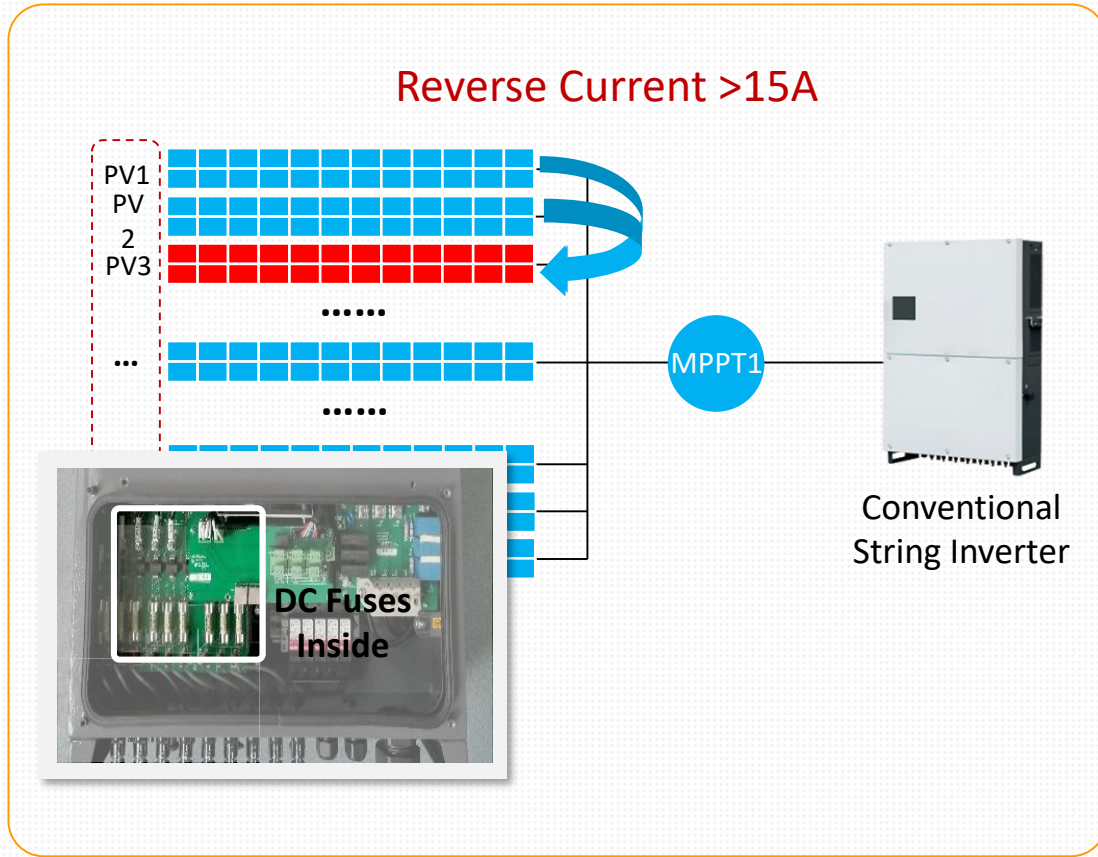 Reverse Current >15A
PV1
PV
2
PV3
......
...
MPPT1
......
Conventional
String Inverter
DC Fuses
Inside